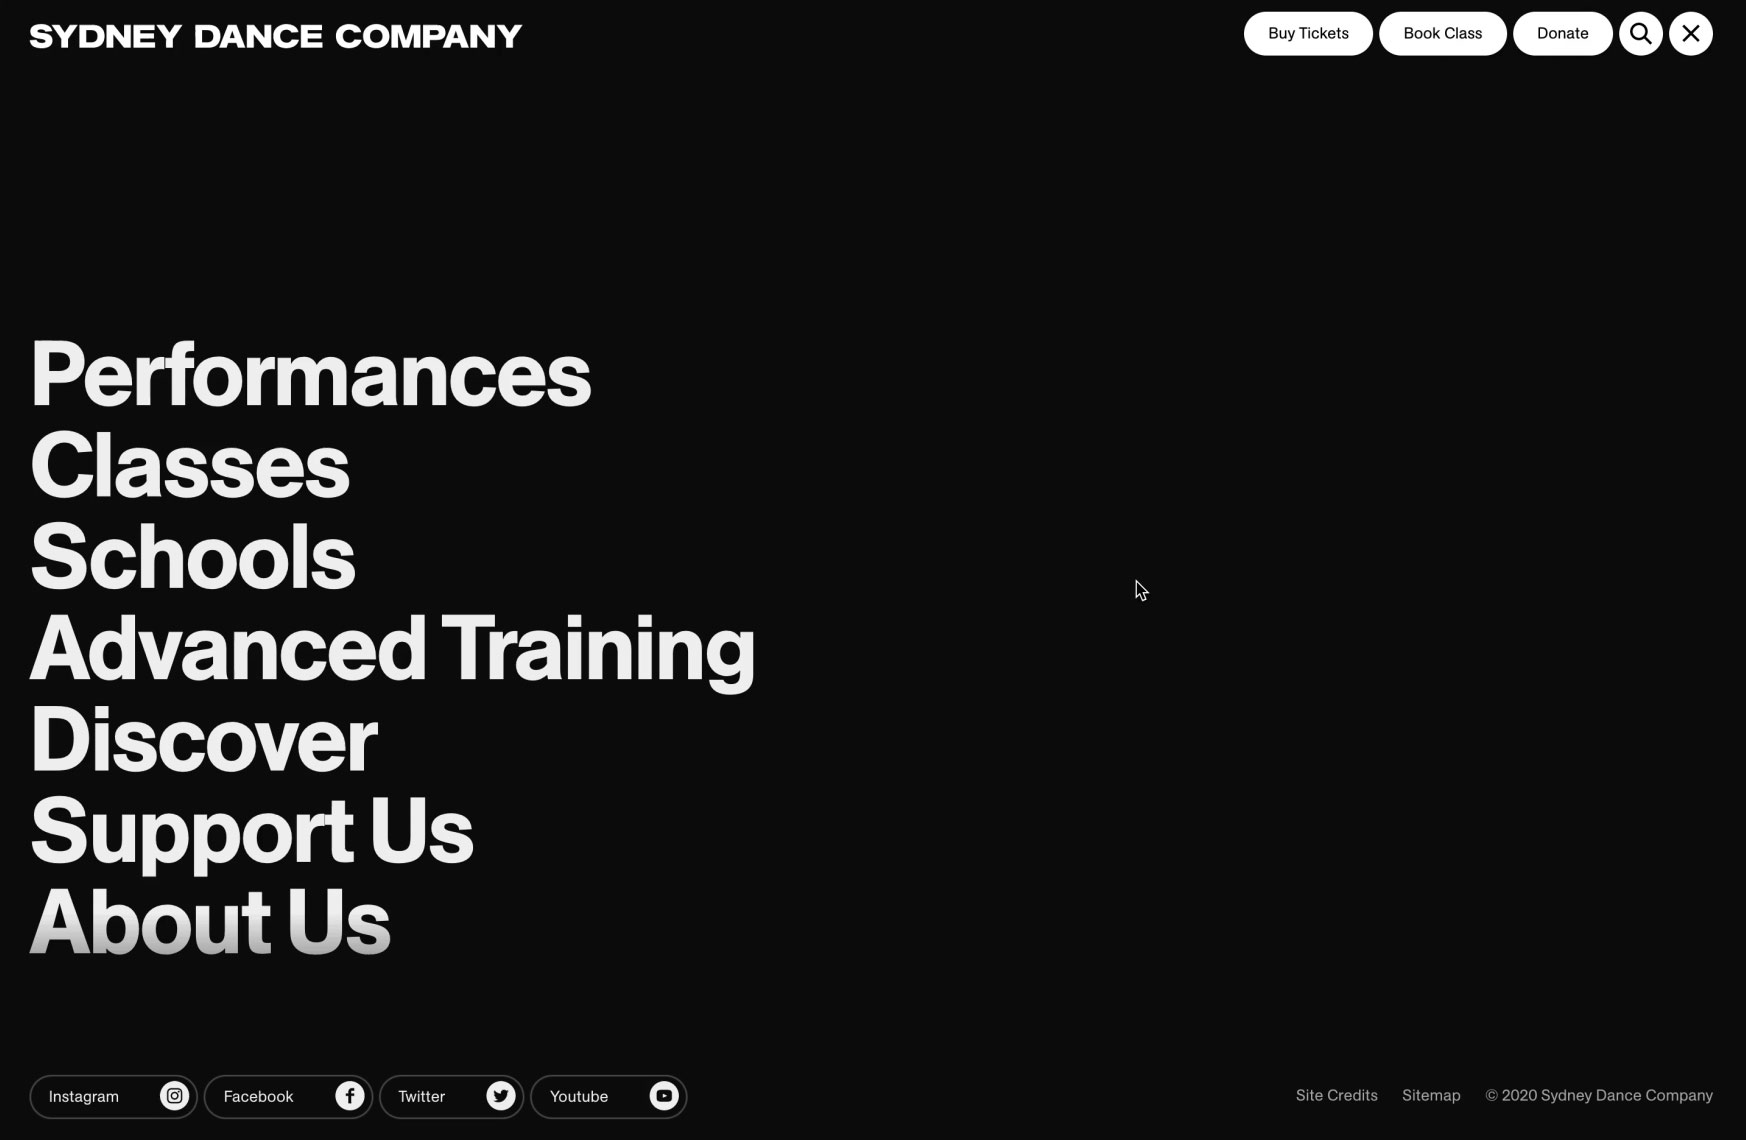 SYDNEY DANCE COMPANY
Buy Tickets
Book Class
Donate
Performances
Classes
Schools
Advanced Training
Discover
Support Us
About Us
Instagram
Facebook
Twitter
Youtube
Site Credits
Sitemap
© 2020 Sydney Dance Company